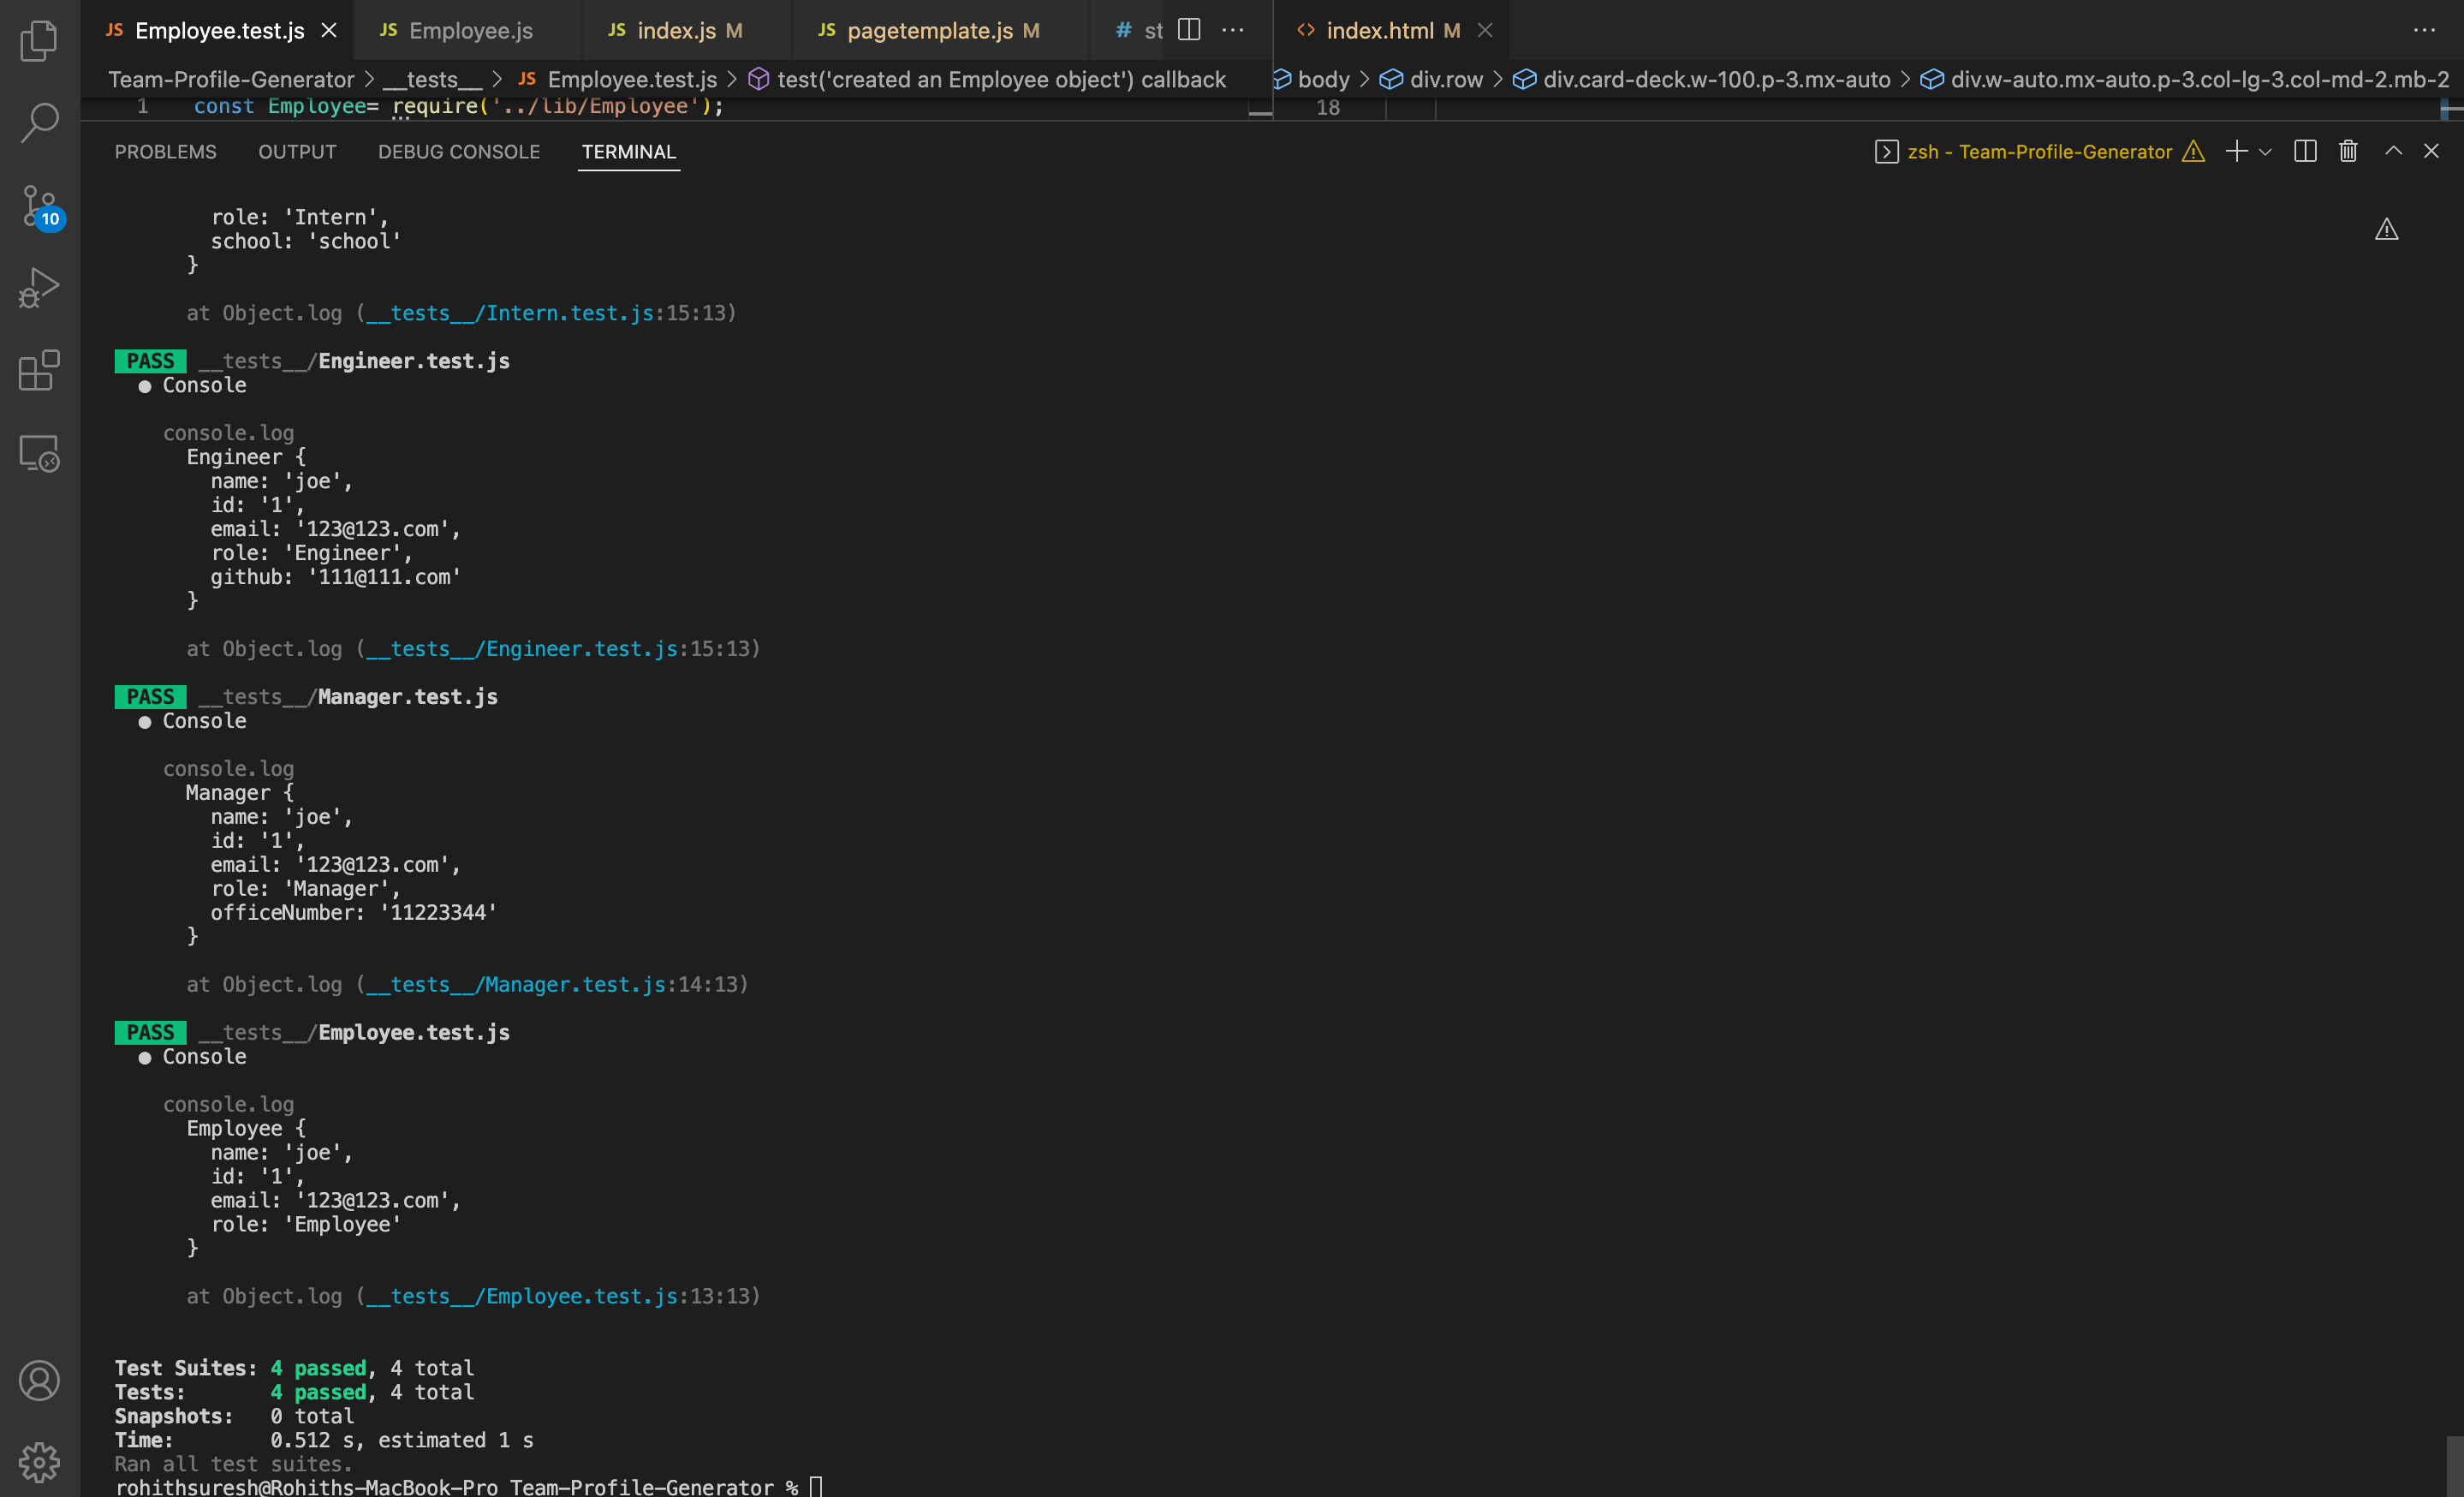 JS Employee.test.js JS Employee.js JS index.js M JS pagetemplate.js M # st ... <> index.html M ...
Team-Profile-Generator > __tests__ > JS Employee.test.js > test('created an Employee object') callback body > div.row > div.card-deck.w-100.p-3.mx-auto > div.w-auto.mx-auto.p-3.col-lg-3.col-md-2.mb-2
1 const Employee= require('../lib/Employee'); 18
PROBLEMS OUTPUT DEBUG CONSOLE TERMINAL zsh - Team-Profile-Generator
10
role: 'Intern',
school: 'school'
}
at Object.log (__tests__/Intern.test.js:15:13)
PASS __tests__/Engineer.test.js
● Console
console.log
Engineer {
name: 'joe',
id: '1',
email: '123@123.com',
role: 'Engineer',
github: '111@111.com'
}
at Object.log (__tests__/Engineer.test.js:15:13)
PASS __tests__/Manager.test.js
● Console
console.log
Manager {
name: 'joe',
id: '1',
email: '123@123.com',
role: 'Manager',
officeNumber: '11223344'
}
at Object.log (__tests__/Manager.test.js:14:13)
PASS __tests__/Employee.test.js
● Console
console.log
Employee {
name: 'joe',
id: '1',
email: '123@123.com',
role: 'Employee'
}
at Object.log (__tests__/Employee.test.js:13:13)
Test Suites: 4 passed, 4 total
Tests: 4 passed, 4 total
Snapshots: 0 total
Time: 0.512 s, estimated 1 s
Ran all test suites.
rohithsuresh@Rohiths-MacBook-Pro Team-Profile-Generator %